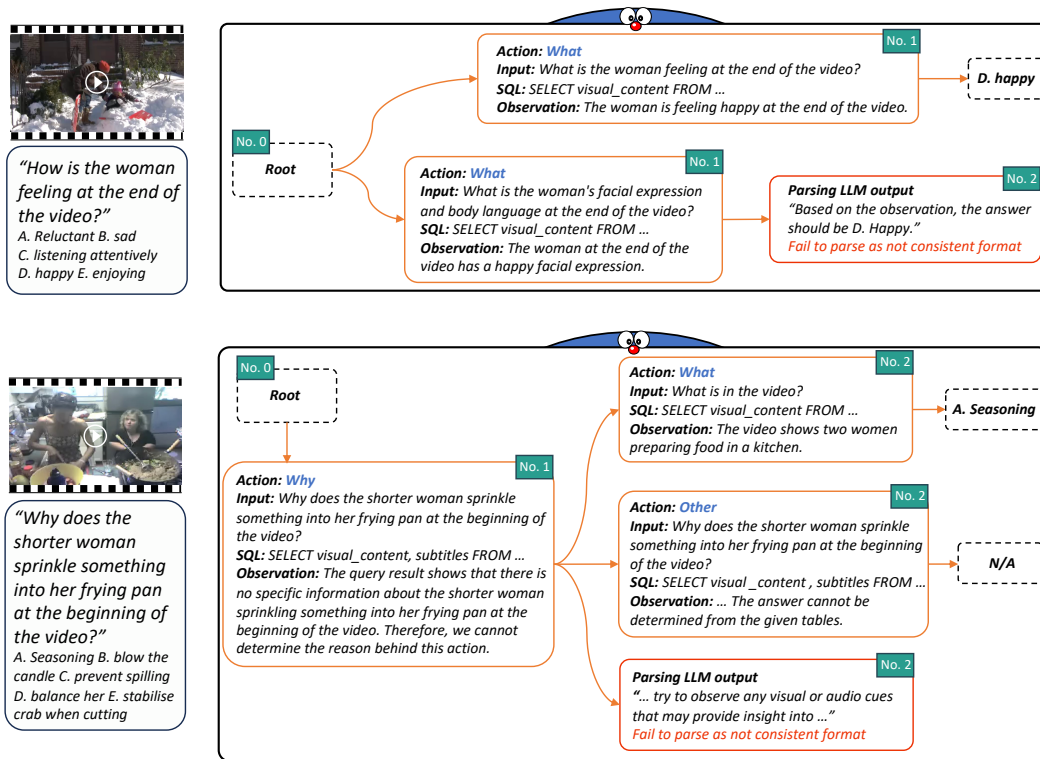 “How is the woman
feeling at the end of
the video?”
A. Reluctant B. sad
C. listening attentively
D. happy E. enjoying
No. 0
Root
No. 1
Action: What
Input: What is the woman feeling at the end of the video?
SQL: SELECT visual_content FROM …
Observation: The woman is feeling happy at the end of the video.
D. happy
No. 1
Action: What
Input: What is the woman's facial expression
and body language at the end of the video?
SQL: SELECT visual_content FROM …
Observation: The woman at the end of the
video has a happy facial expression.
No. 2
Parsing LLM output
“Based on the observation, the answer
should be D. Happy.”
Fail to parse as not consistent format
“Why does the
shorter woman
sprinkle something
into her frying pan
at the beginning of
the video?”
A. Seasoning B. blow the
candle C. prevent spilling
D. balance her E. stabilise
crab when cutting
No. 0
Root
No. 1
Action: Why
Input: Why does the shorter woman sprinkle
something into her frying pan at the beginning of
the video?
SQL: SELECT visual_content, subtitles FROM …
Observation: The query result shows that there is
no specific information about the shorter woman
sprinkling something into her frying pan at the
beginning of the video. Therefore, we cannot
determine the reason behind this action.
No. 2
Action: What
Input: What is in the video?
SQL: SELECT visual_content FROM …
Observation: The video shows two women
preparing food in a kitchen.
A. Seasoning
No. 2
Action: Other
Input: Why does the shorter woman sprinkle
something into her frying pan at the beginning
of the video?
SQL: SELECT visual _content , subtitles FROM …
Observation: … The answer cannot be
determined from the given tables.
N/A
No. 2
Parsing LLM output
“… try to observe any visual or audio cues
that may provide insight into …”
Fail to parse as not consistent format